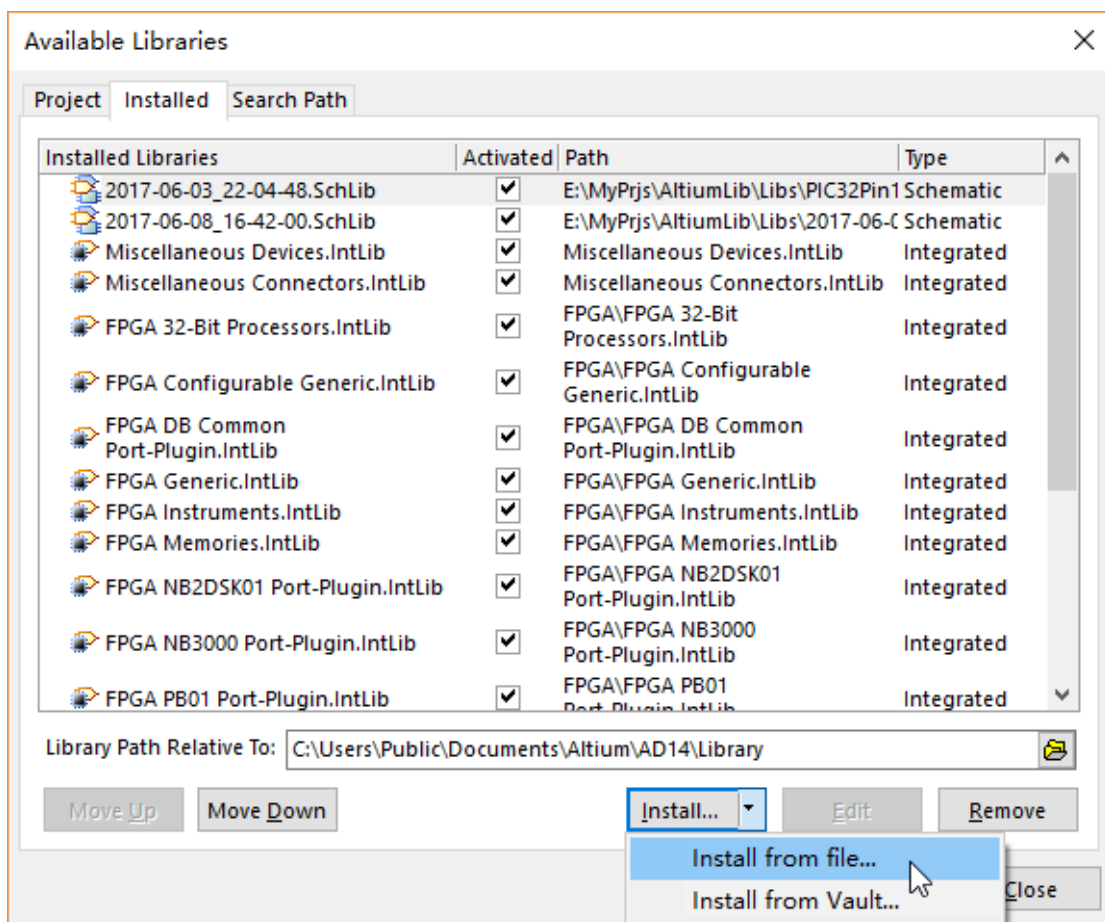 Available Libraries
Project Installed Search Path
Installed Libraries Activated Path Type
2017-06-03_22-04-48.SchLib E:\MyPrjs\AltiumLib\Libs\PIC32Pin1 Schematic
2017-06-08_16-42-00.SchLib E:\MyPrjs\AltiumLib\Libs\2017-06-0 Schematic
Miscellaneous Devices.IntLib Miscellaneous Devices.IntLib Integrated
Miscellaneous Connectors.IntLib Miscellaneous Connectors.IntLib Integrated
FPGA 32-Bit Processors.IntLib FPGA\FPGA 32-Bit
Processors.IntLib Integrated
FPGA Configurable Generic.IntLib FPGA\FPGA Configurable
Generic.IntLib Integrated
FPGA DB Common
Port-Plugin.IntLib FPGA\FPGA DB Common
Port-Plugin.IntLib Integrated
FPGA Generic.IntLib FPGA\FPGA Generic.IntLib Integrated
FPGA Instruments.IntLib FPGA\FPGA Instruments.IntLib Integrated
FPGA Memories.IntLib FPGA\FPGA Memories.IntLib Integrated
FPGA NB2DSK01 Port-Plugin.IntLib FPGA\FPGA NB2DSK01
Port-Plugin.IntLib Integrated
FPGA NB3000 Port-Plugin.IntLib FPGA\FPGA NB3000
Port-Plugin.IntLib Integrated
FPGA PB01 Port-Plugin.IntLib FPGA\FPGA PB01
Port-Plugin.IntLib Integrated
Library Path Relative To: C:\Users\Public\Documents\Altium\AD14\Library
Move Up Move Down Install... Edit Remove
Install from file...
Install from Vault... Close